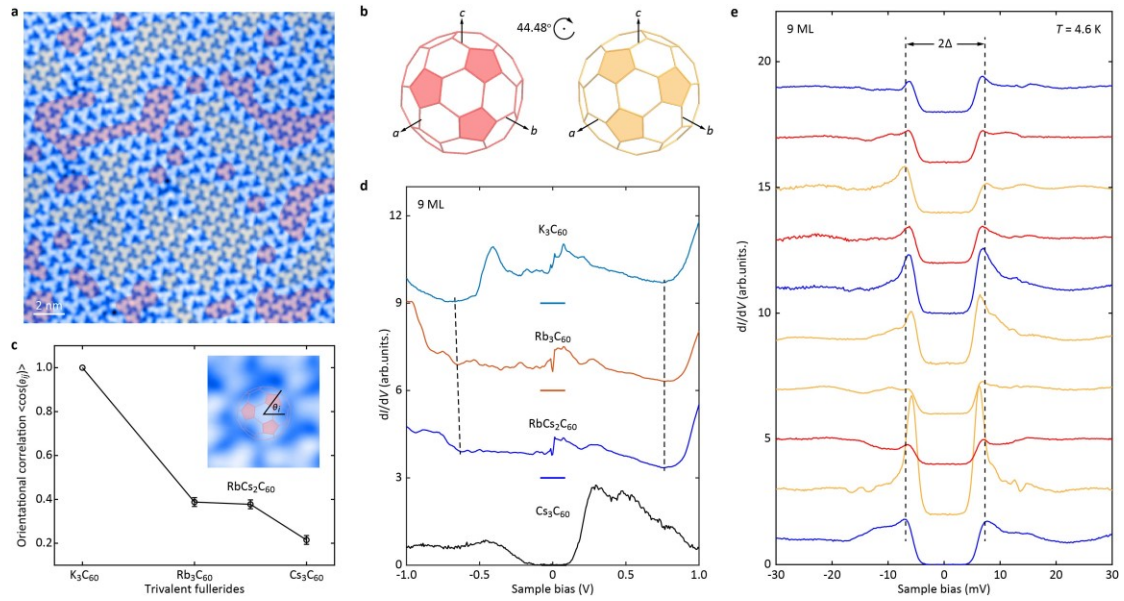 a
2 nm
b
44.48°
c
a
b
c
a
b
c
Orientational correlation <cos(θij)>
1.0
0.8
0.6
0.4
0.2
θi
RbCs2C60
K3C60
Rb3C60
Cs3C60
Trivalent fullerides
d
9 ML
dI/dV (arb.units.)
12
9
6
3
0
K3C60
Rb3C60
RbCs2C60
Cs3C60
-1.0
-0.5
0.0
0.5
1.0
Sample bias (V)
e
9 ML
T = 4.6 K
2Δ
dI/dV (arb.units.)
20
15
10
5
0
-30
-20
-10
0
10
20
30
Sample bias (mV)